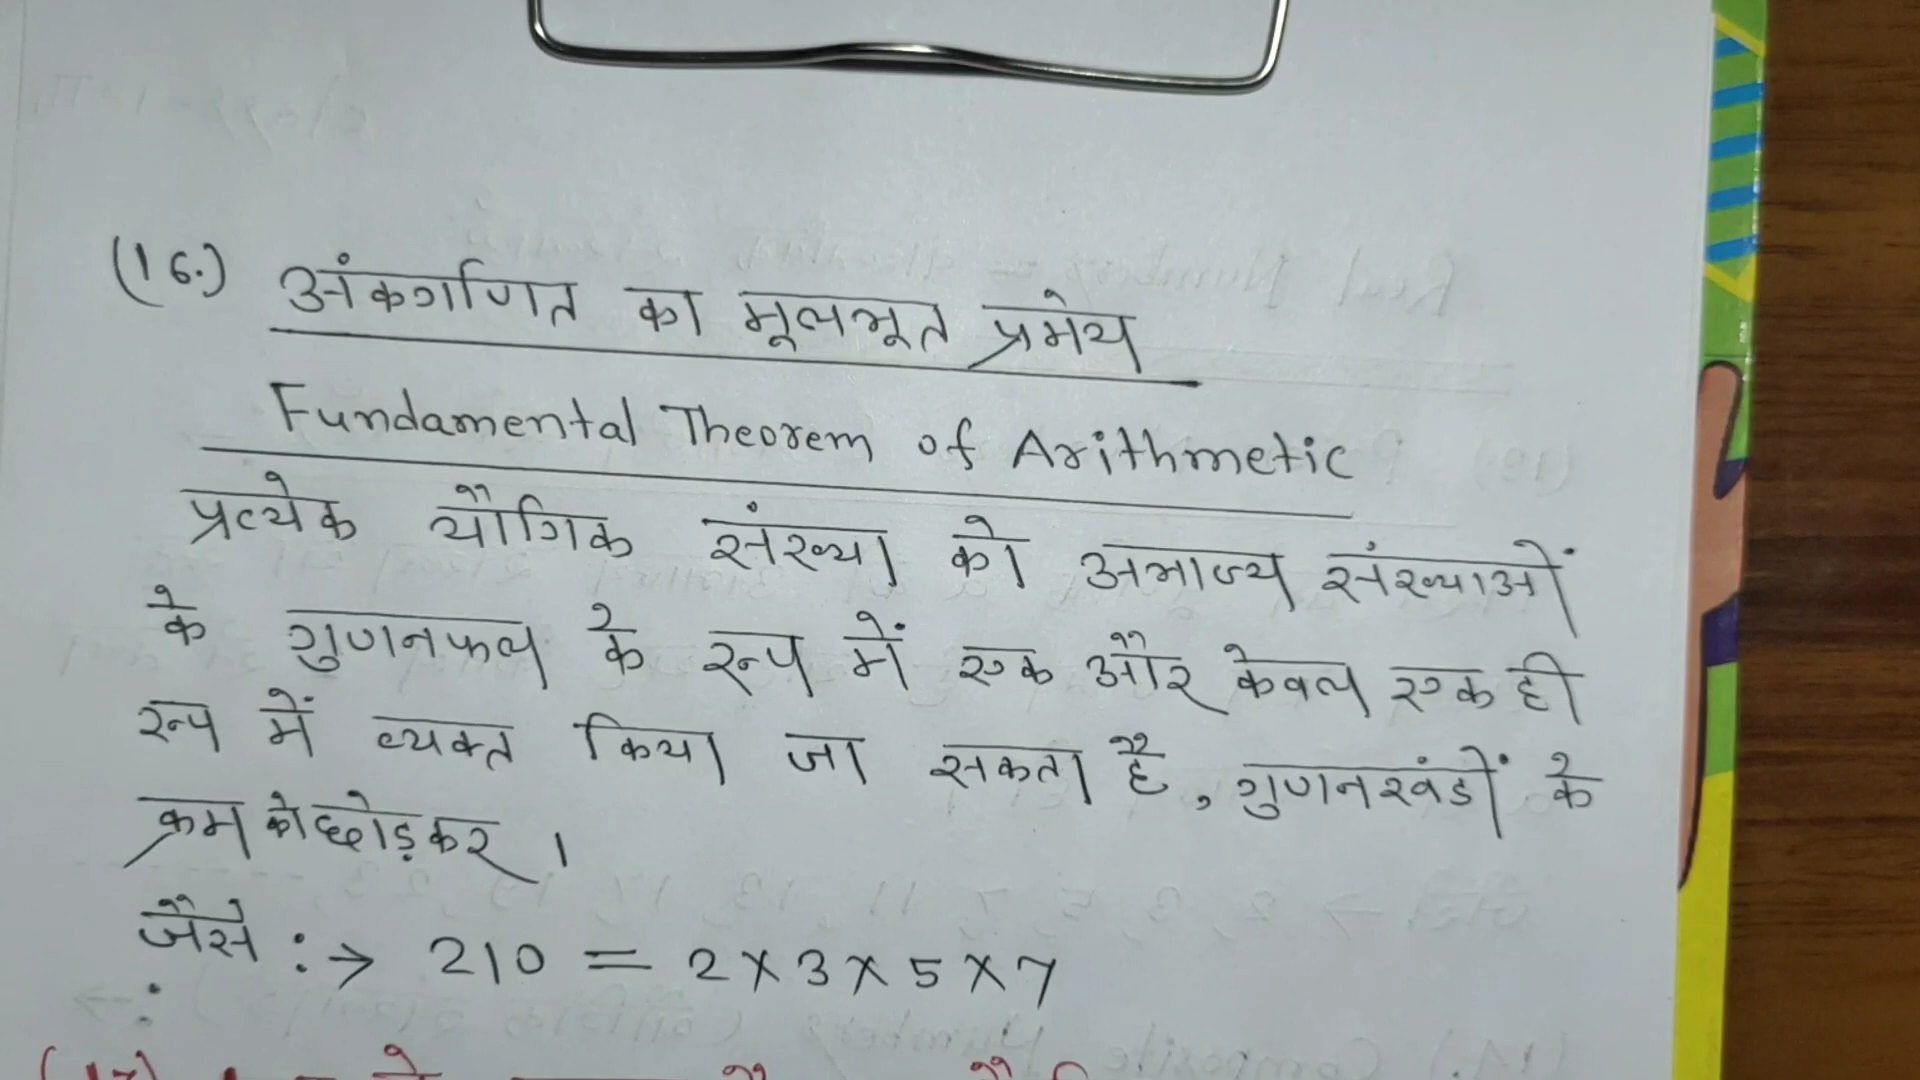 (16.) अंकगणित का मूलभूत प्रमेय
Fundamental Theorem of Arithmetic
प्रत्येक यौगिक संख्या को अभाज्य संख्याओं
के गुणनफल के रूप में एक और केवल एक ही
रूप में व्यक्त किया जा सकता है, गुणनखंडों के
क्रम को छोड़कर ।
जैसे :→ 210 = 2×3×5×7